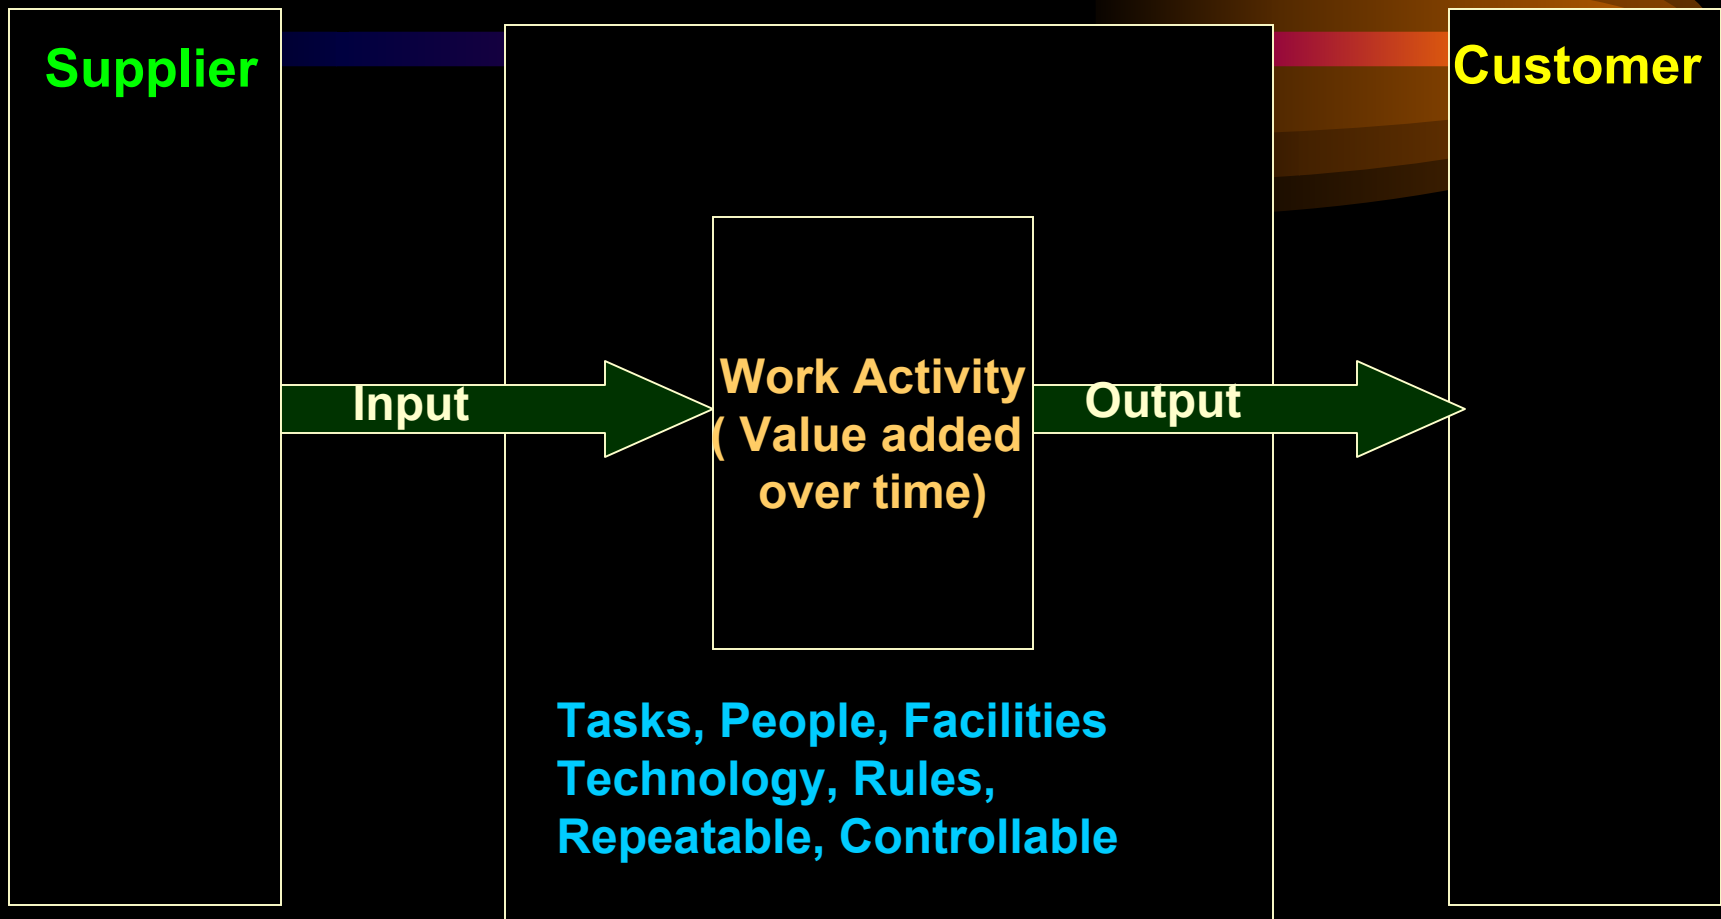 Supplier
Customer
Input
Work Activity
( Value added
over time)
Output
Tasks, People, Facilities
Technology, Rules,
Repeatable, Controllable